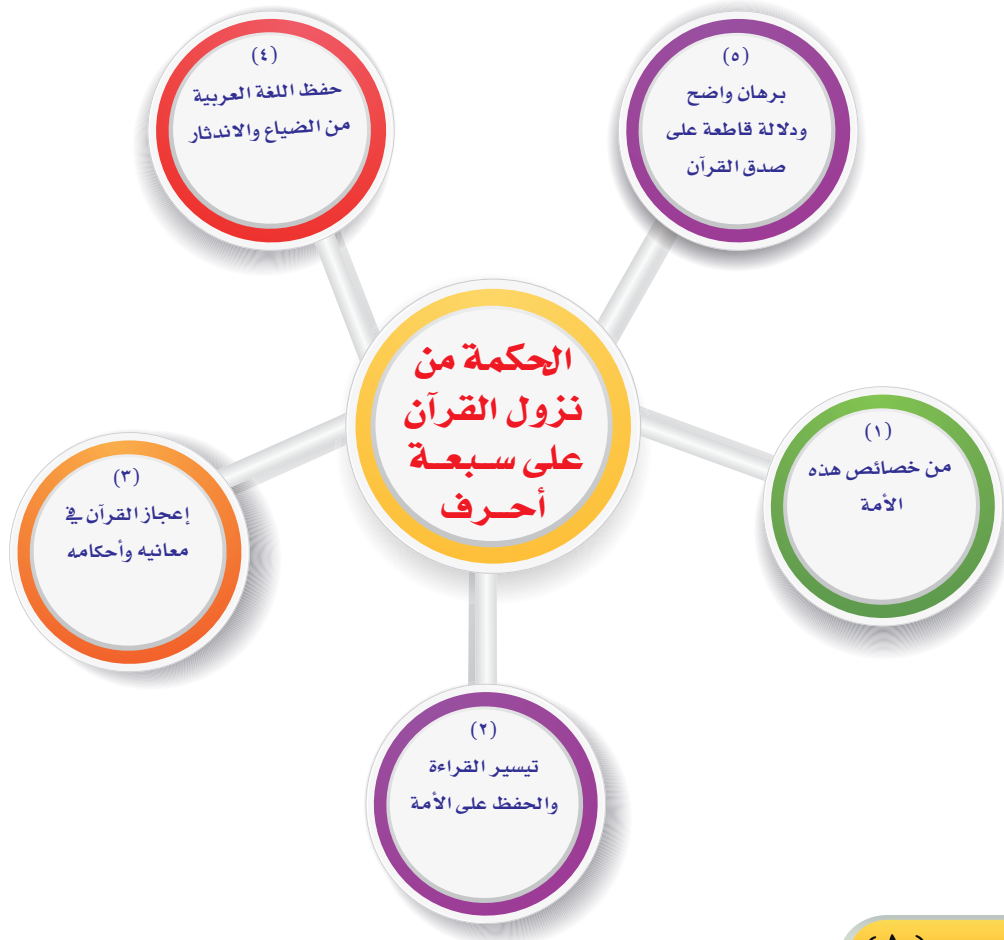 الحكمة من
نزول القرآن
على سبعة
أحرف
(١)
من خصائص هذه
الأمة
(٢)
تيسير القراءة
والحفظ على الأمة
(٣)
إعجاز القرآن في
معانيه وأحكامه
(٤)
حفظ اللغة العربية
من الضياع والاندثار
(٥)
برهان واضح
ودلالة قاطعة على
صدق القرآن